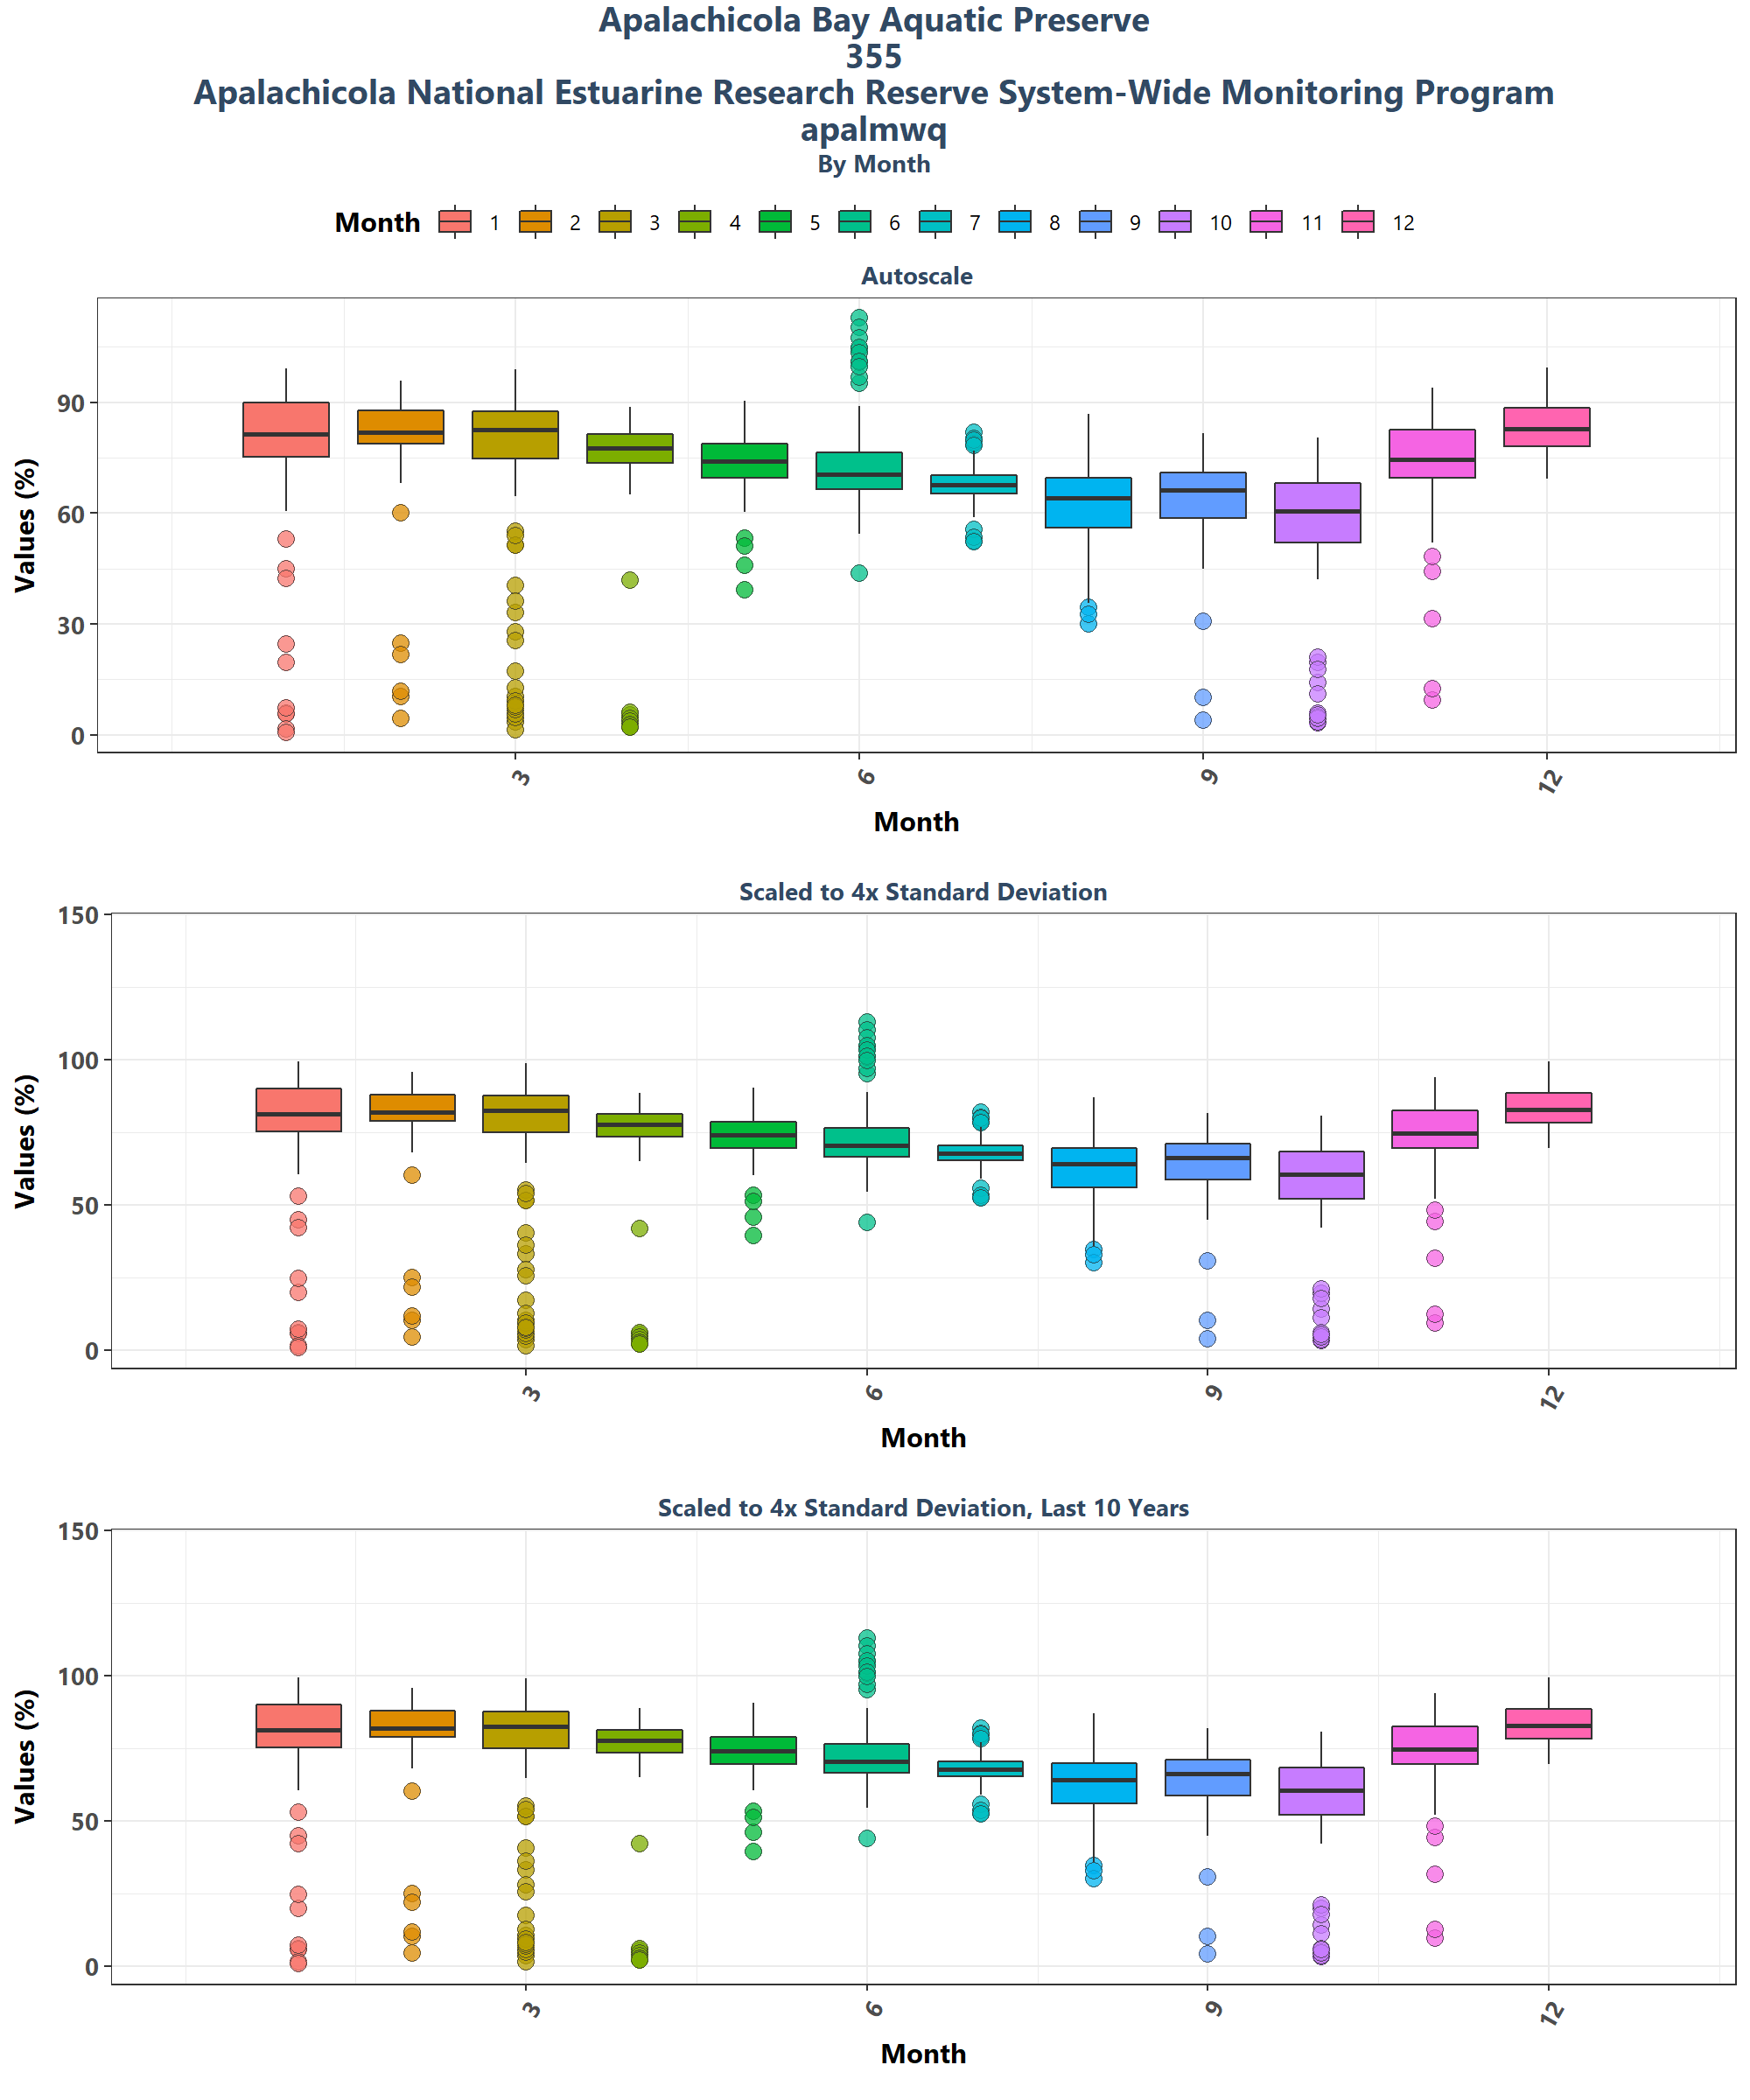 Apalachicola Bay Aquatic Preserve
355
Apalachicola National Estuarine Research Reserve System-Wide Monitoring Program
apalmwq
By Month
Month 1 2 3 4 5 6 7 8 9 10 11 12
Autoscale
Values (%)
90
60
30
0
3 6 9 12
Month
Scaled to 4x Standard Deviation
Values (%)
150
100
50
0
3 6 9 12
Month
Scaled to 4x Standard Deviation, Last 10 Years
Values (%)
150
100
50
0
3 6 9 12
Month